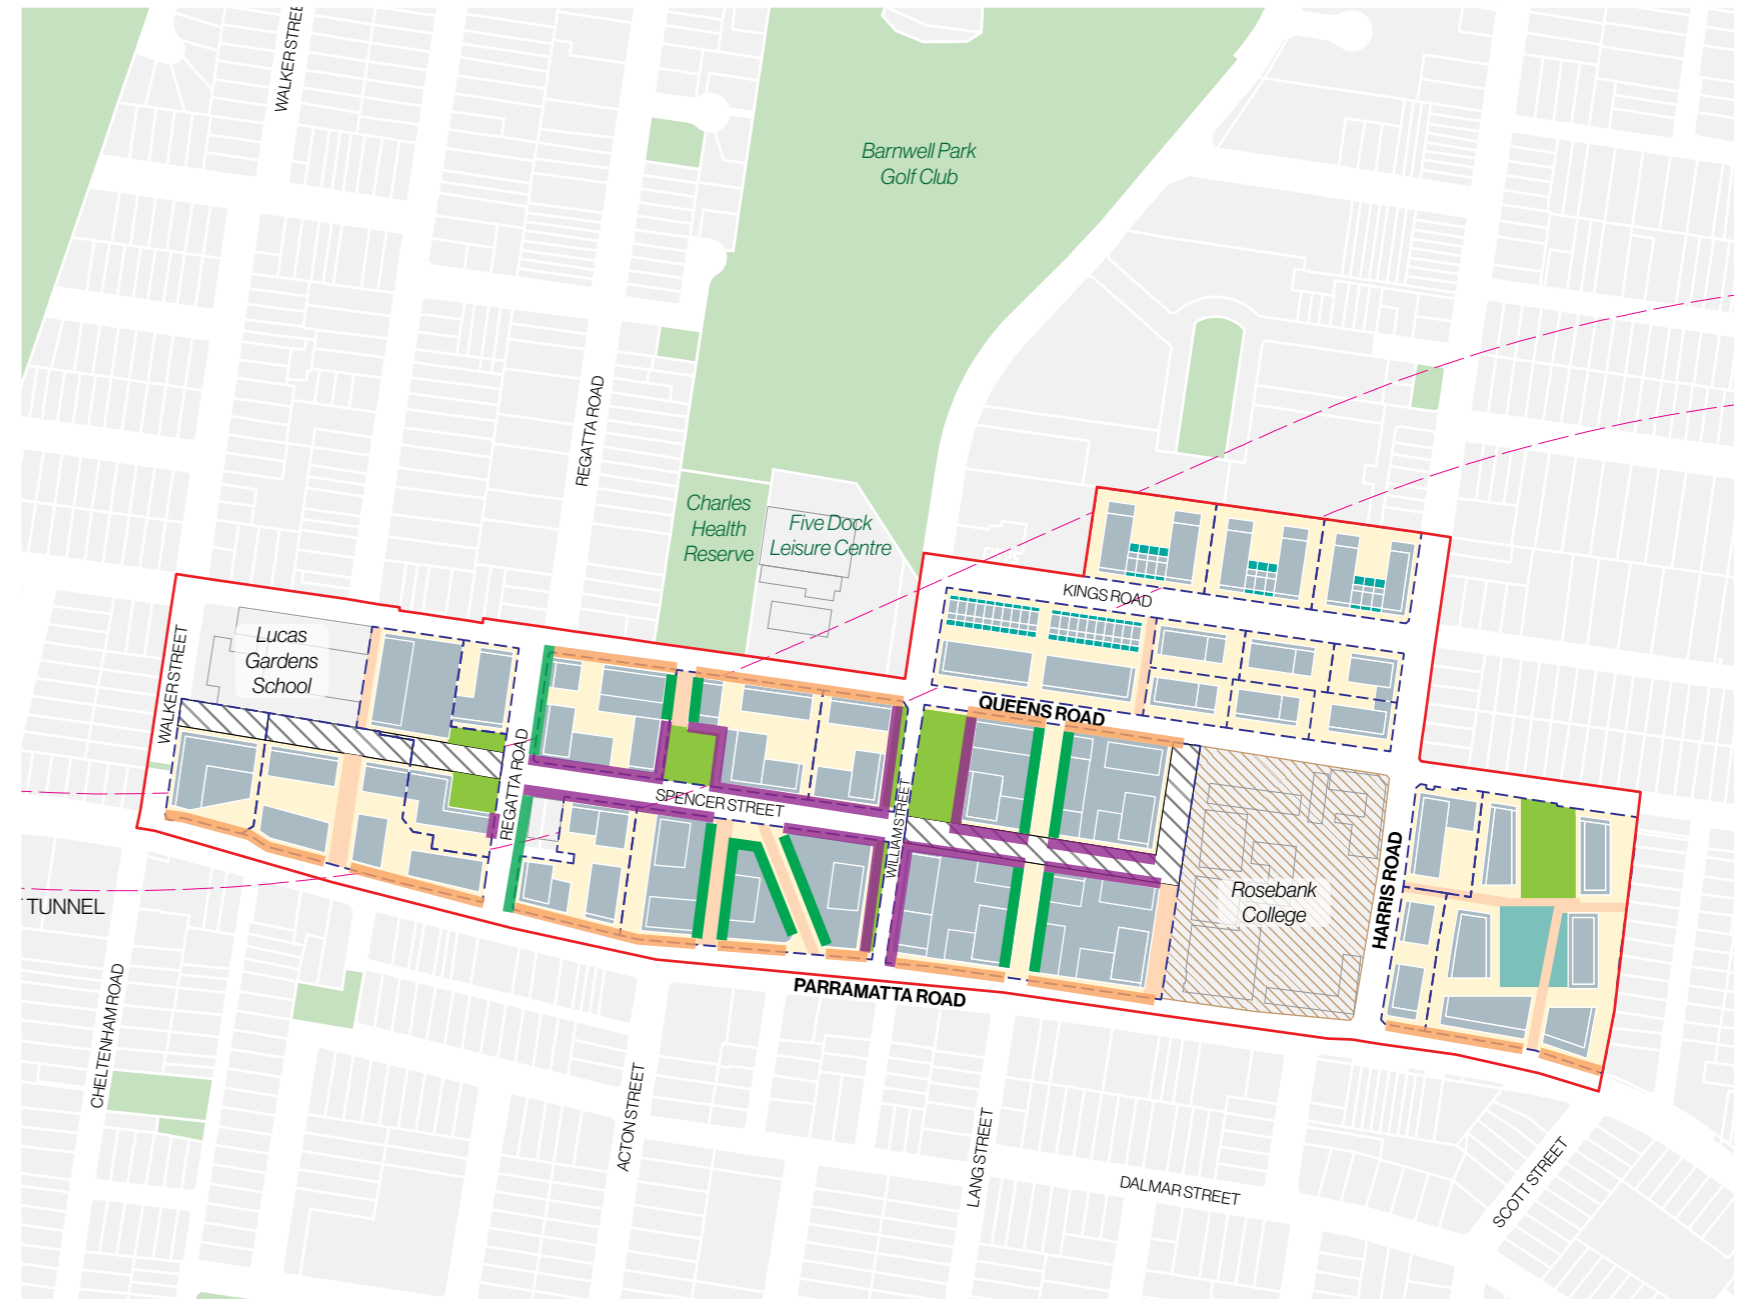 WALKER STREE
Barnwell Park
Golf Club
REGATTA ROAD
Charles
Health
Reserve
Five Dock
Leisure Centre
KINGS ROAD
Lucas
Gardens
School
WALKER STREET
QUEENS ROAD
REGATTA ROAD
SPENCER STREET
WILLIAM STREET
HARRIS ROAD
Rosebank
College
TUNNEL
PARRAMATTA ROAD
CHELTENHAM ROAD
ACTON STREET
LANG STREET
DALMAR STREET
SCOTT STREET